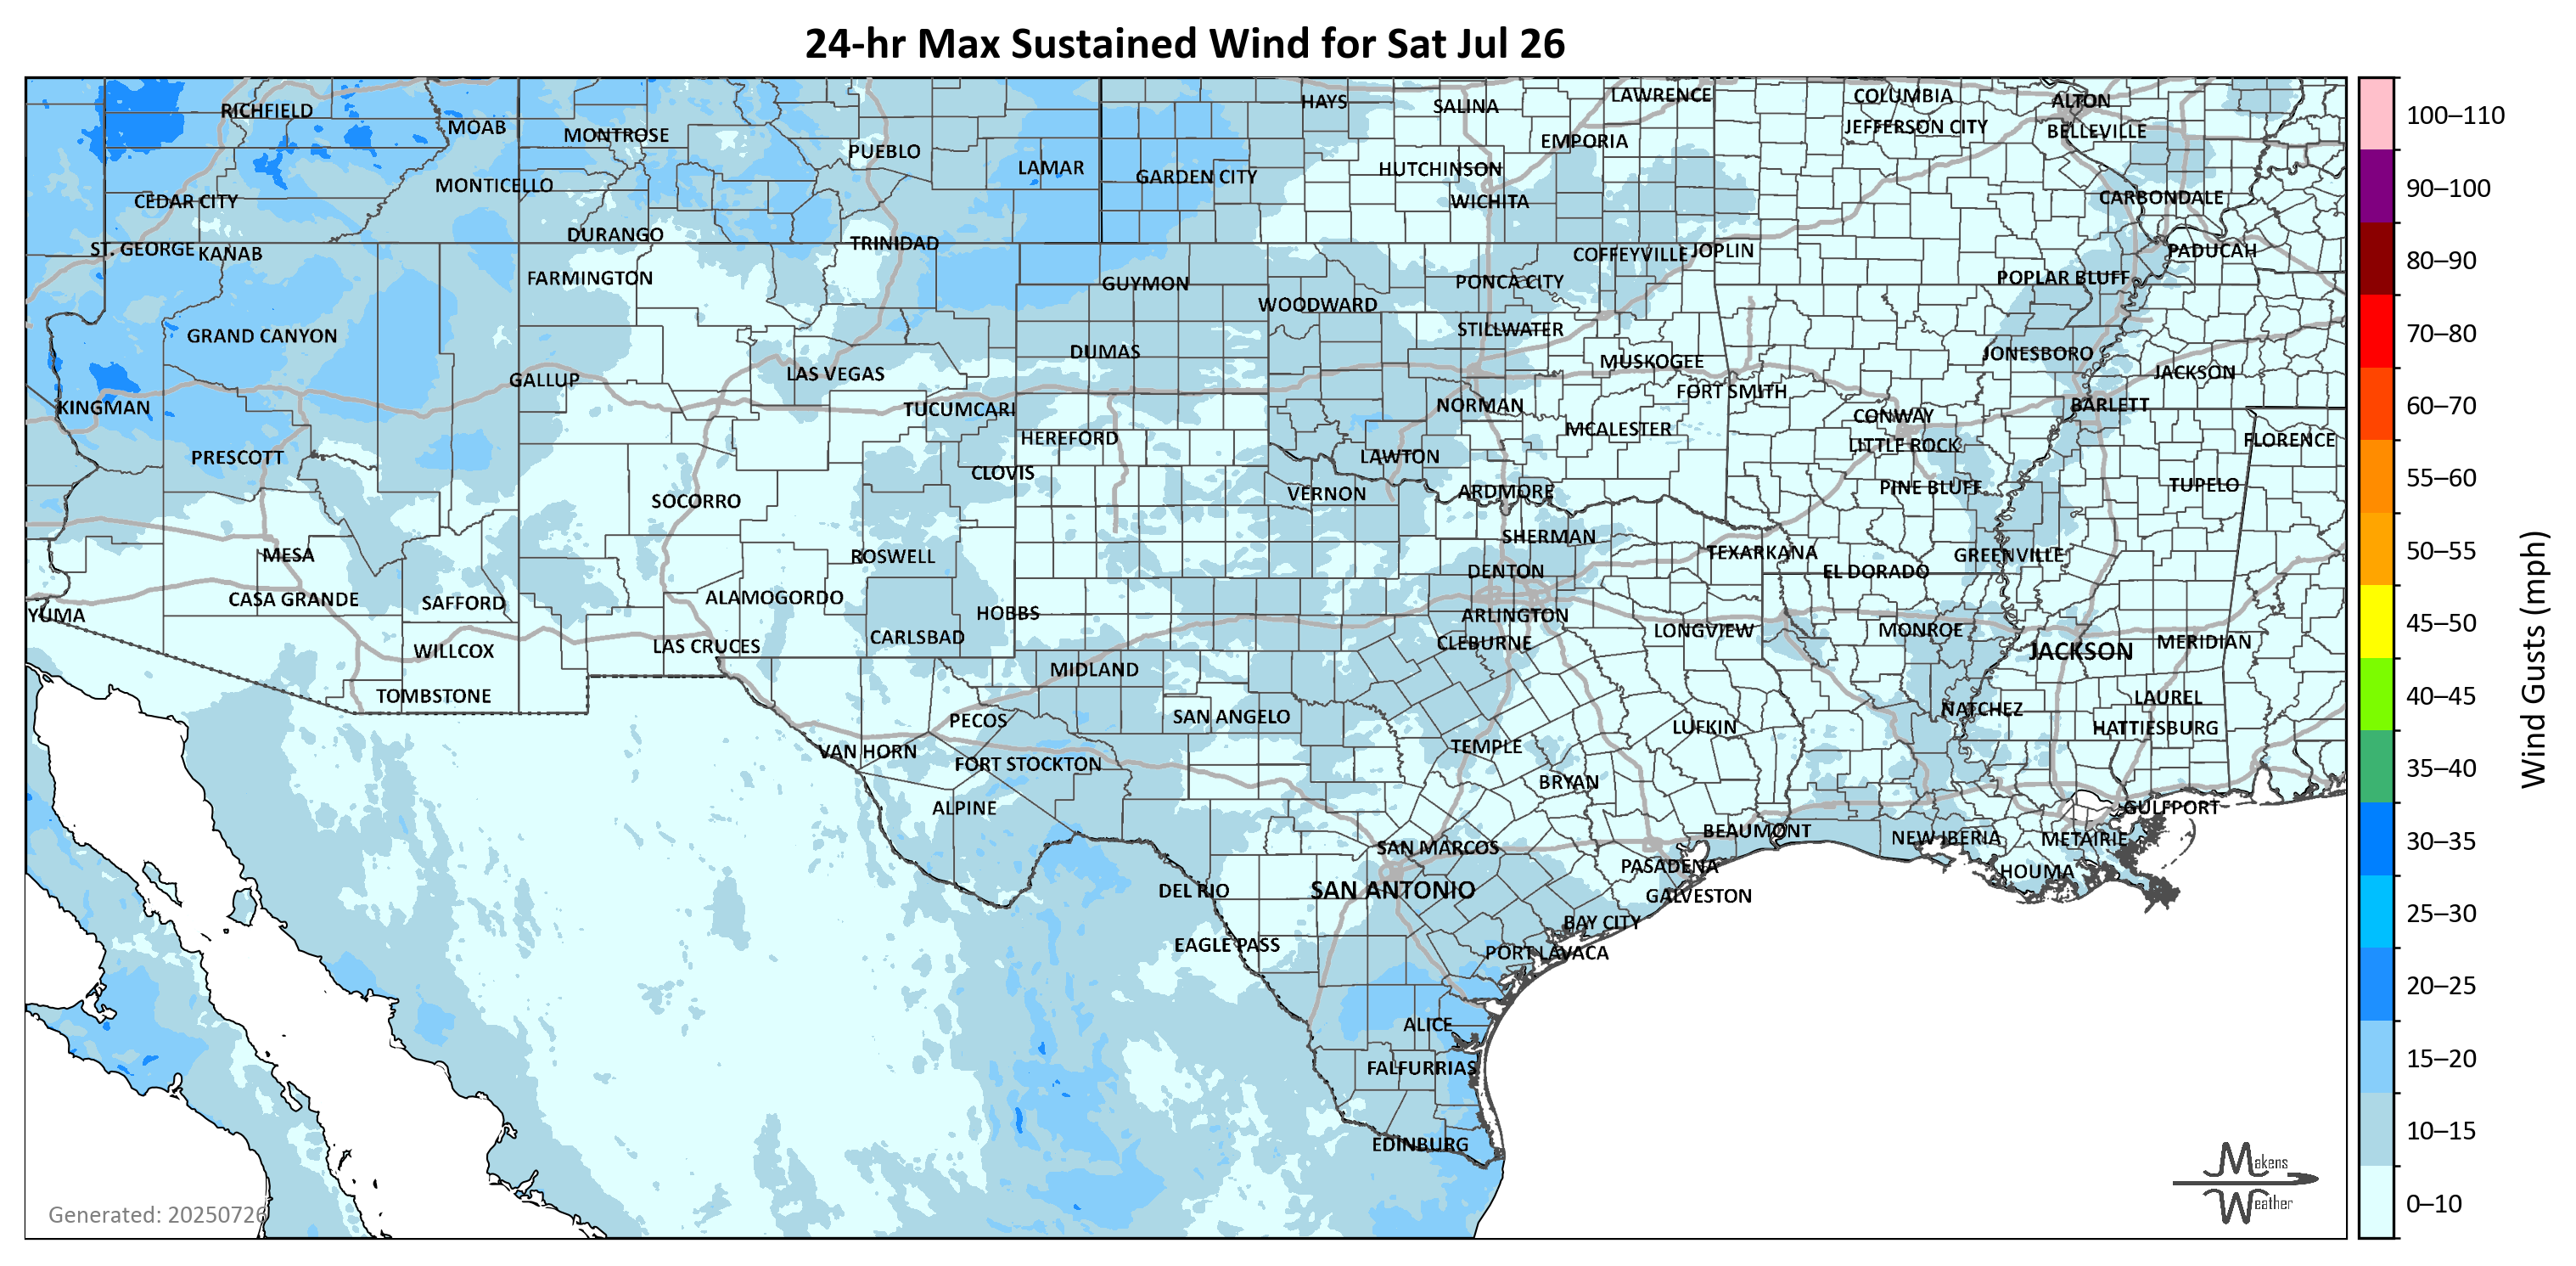 24-hr Max Sustained Wind for Sat Jul 26
HAYS
SALINA
LAWRENCE
COLUMBIA
ALTON
RICHFIELD
MOAB
MONTROSE
PUEBLO
EMPORIA
JEFFERSON CITY
BELLEVILLE
LAMAR
GARDEN CITY
HUTCHINSON
MONTICELLO
CEDAR CITY
WICHITA
CARBONDALE
DURANGO
TRINIDAD
ST. GEORGE
KANAB
COFFEYVILLE
JOPLIN
PADUCAH
FARMINGTON
GUYMON
PONCA CITY
POPLAR BLUFF
WOODWARD
GRAND CANYON
STILLWATER
DUMAS
JONESBORO
MUSKOGEE
JACKSON
GALLUP
LAS VEGAS
FORT SMITH
KINGMAN
TUCUMCARI
NORMAN
CONWAY
BARLETT
HEREFORD
MCALESTER
LITTLE ROCK
FLORENCE
PRESCOTT
CLOVIS
LAWTON
SOCORRO
VERNON
ARDMORE
PINE BLUFF
TUPELO
MESA
ROSWELL
SHERMAN
TEXARKANA
GREENVILLE
DENTON
EL DORADO
CASA GRANDE
SAFFORD
ALAMOGORDO
HOBBS
YUMA
ARLINGTON
CARLSBAD
CLEBURNE
LONGVIEW
MONROE
WILLCOX
LAS CRUCES
JACKSON
MERIDIAN
MIDLAND
TOMBSTONE
LAUREL
PECOS
SAN ANGELO
NATCHEZ
LUFKIN
HATTIESBURG
VAN HORN
TEMPLE
FORT STOCKTON
BRYAN
ALPINE
GULFPORT
BEAUMONT
NEW IBERIA
METAIRIE
SAN MARCOS
PASADENA
HOUMA
DEL RIO
SAN ANTONIO
GALVESTON
BAY CITY
EAGLE PASS
PORT LAVACA
ALICE
FALFURRIAS
EDINBURG
Generated: 20250726
Makens
Weather
100–110
90–100
80–90
70–80
60–70
55–60
50–55
45–50
40–45
35–40
30–35
25–30
20–25
15–20
10–15
0–10
Wind Gusts (mph)